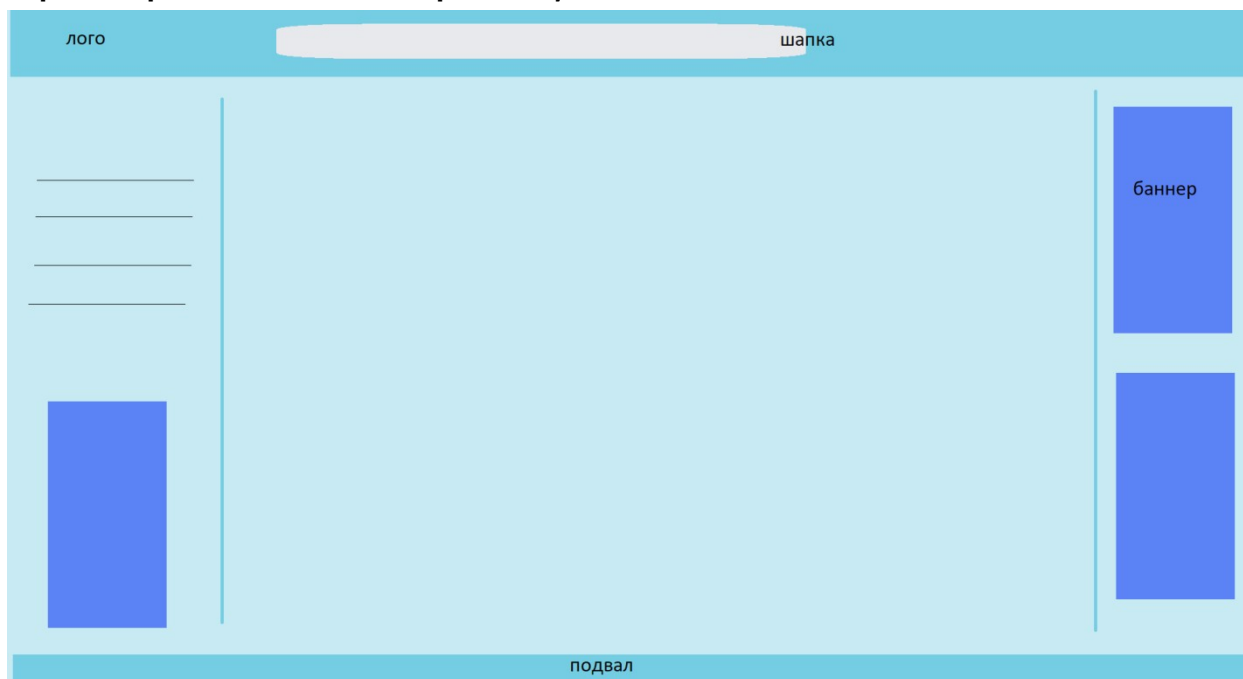 лого
шапка
баннер
подвал